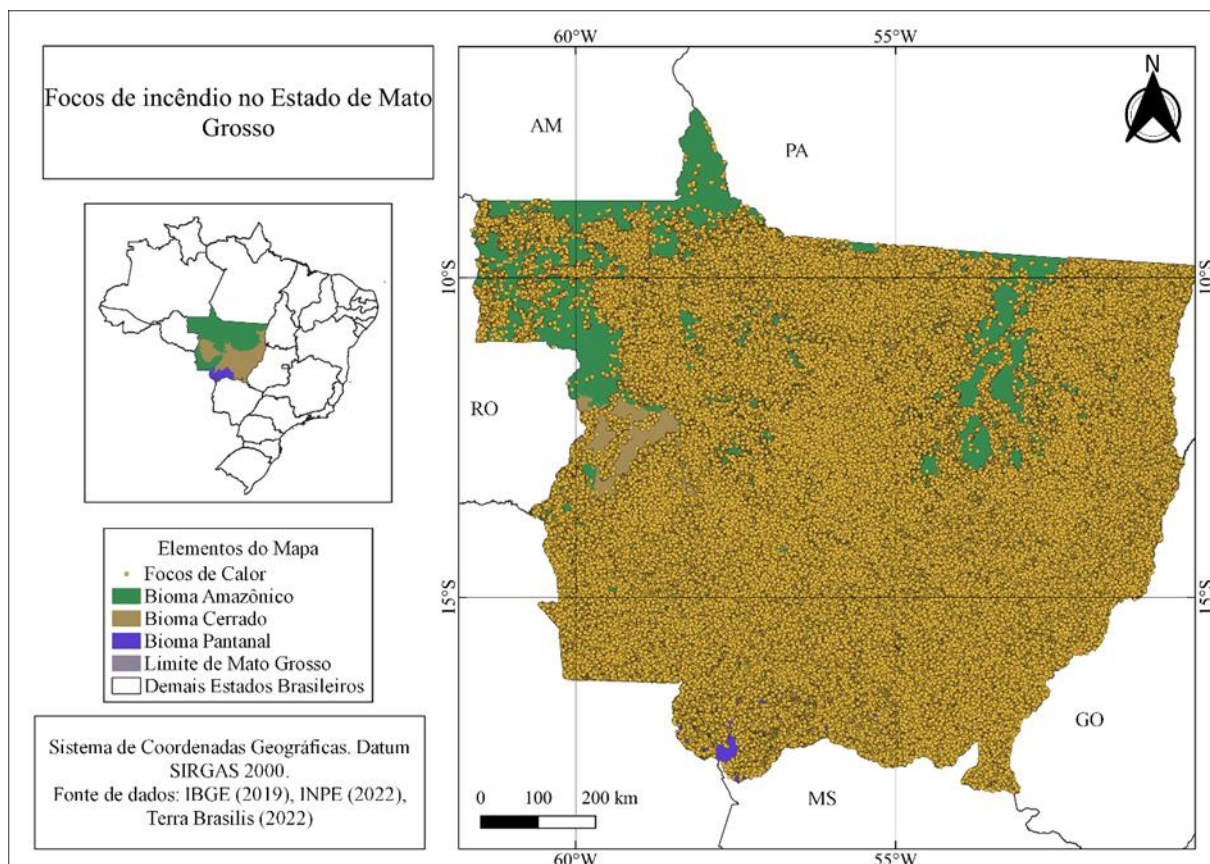 Focos de incêndio no Estado de Mato
Grosso
Elementos do Mapa
Focos de Calor
Bioma Amazônico
Bioma Cerrado
Bioma Pantanal
Limite de Mato Grosso
Demais Estados Brasileiros
Sistema de Coordenadas Geográficas. Datum
SIRGAS 2000.
Fonte de dados: IBGE (2019), INPE (2022),
Terra Brasilis (2022)
60°W
55°W
N
AM
PA
10°S
10°S
RO
15°S
15°S
GO
MS
0 100 200 km
60°W
55°W